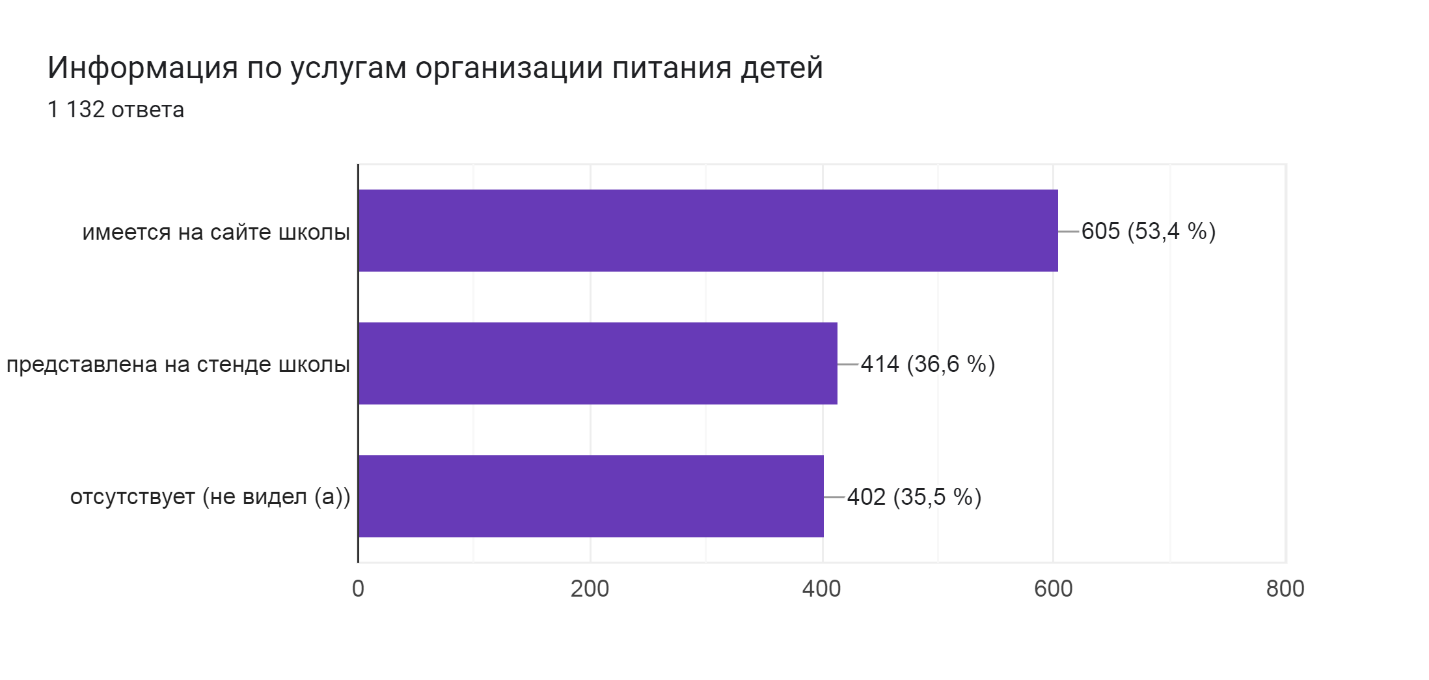 Информация по услугам организации питания детей
1 132 ответа
имеется на сайте школы
605 (53,4 %)
представлена на стенде школы
414 (36,6 %)
отсутствует (не видел (а))
402 (35,5 %)
0 200 400 600 800